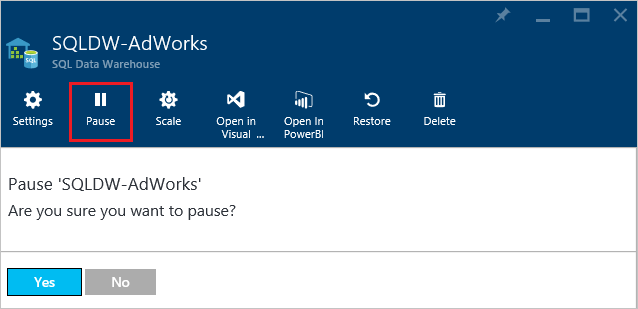 SQLDW-AdWorks
SQL Data Warehouse
SQL
Settings
Pause
Scale
Open in
Visual ...
Open In
PowerBI
Restore
Delete
Pause 'SQLDW-AdWorks'
Are you sure you want to pause?
Yes
No